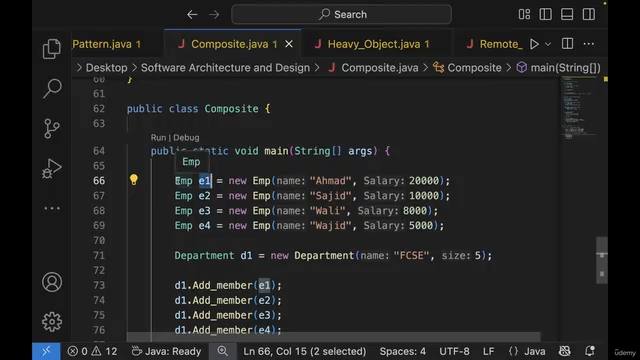 Search
Pattern.java 1
Composite.java 1
Heavy_Object.java 1
Remote_
Desktop > Software Architecture and Design > Composite.java > Composite > main(String[])
60 }
61
62 public class Composite {
63
Run | Debug
64 public static void main(String[] args) {
65
Emp
66 Emp e1 = new Emp(name: "Ahmad", Salary: 20000);
67 Emp e2 = new Emp(name: "Sajid", Salary: 10000);
68 Emp e3 = new Emp(name: "Wali", Salary: 8000);
69 Emp e4 = new Emp(name: "Wajid", Salary: 5000);
70
71 Department d1 = new Department(name: "FCSE", size: 5);
72
73 d1.Add_member(e1);
74 d1.Add_member(e2);
75 d1.Add_member(e3);
76 d1.Add_member(e4);
0 12 Java: Ready Ln 66, Col 15 (2 selected) Spaces: 4 UTF-8 LF {} Java
udemy